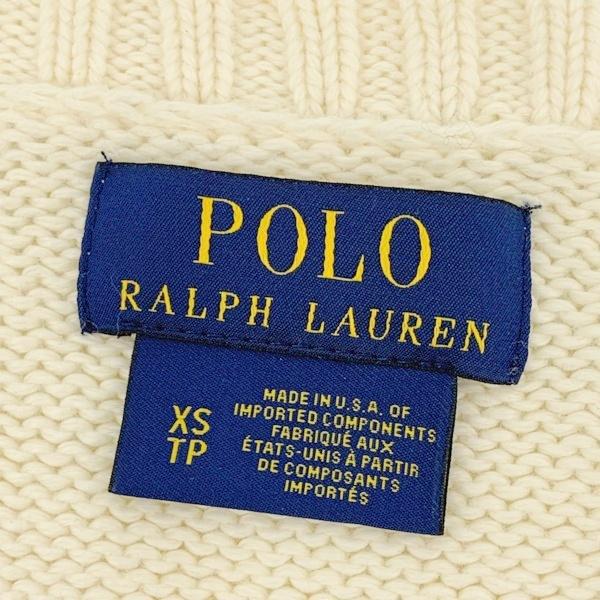 POLO
RALPH LAUREN
XS
TP
MADE IN U.S.A. OF
IMPORTED COMPONENTS
FABRIQUÉ AUX
ÉTATS-UNIS À PARTIR
DE COMPOSANTS
IMPORTÉS